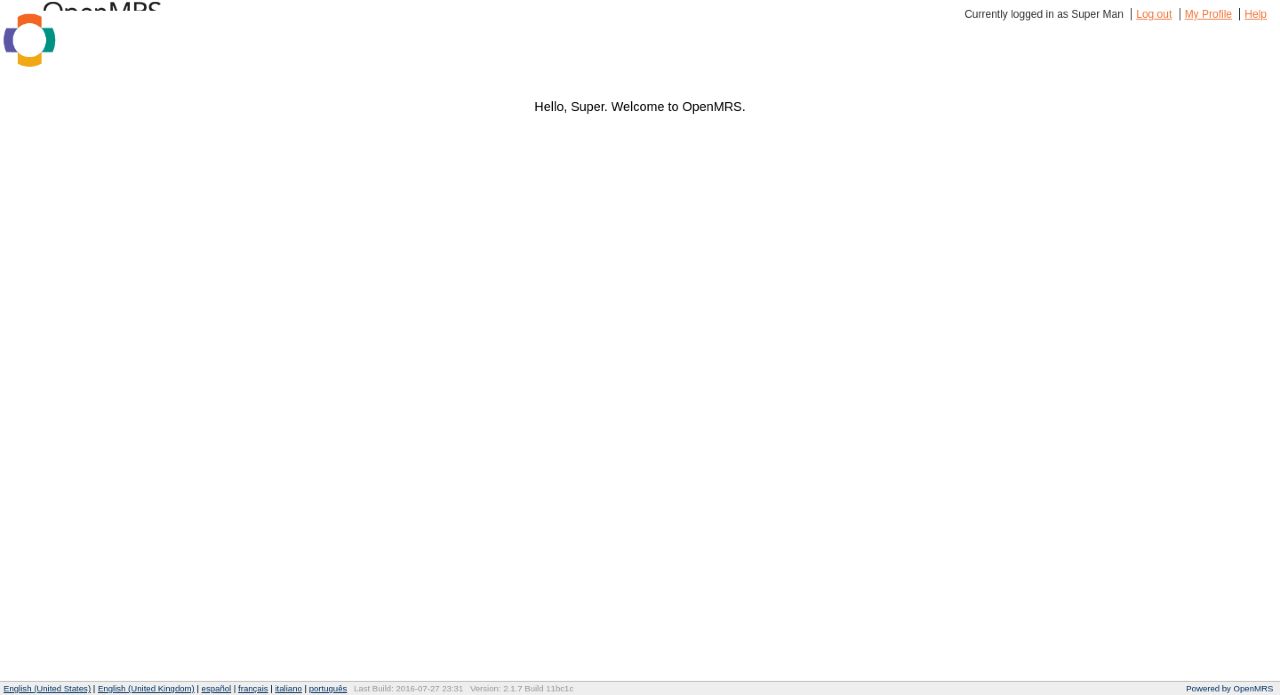 OpenMRS
Currently logged in as Super Man | Log out | My Profile | Help
Hello, Super. Welcome to OpenMRS.
English (United States) | English (United Kingdom) | español | français | italiano | português Last Build: 2016-07-27 23:31 Version: 2.1.7 Build 11bc1c
Powered by OpenMRS